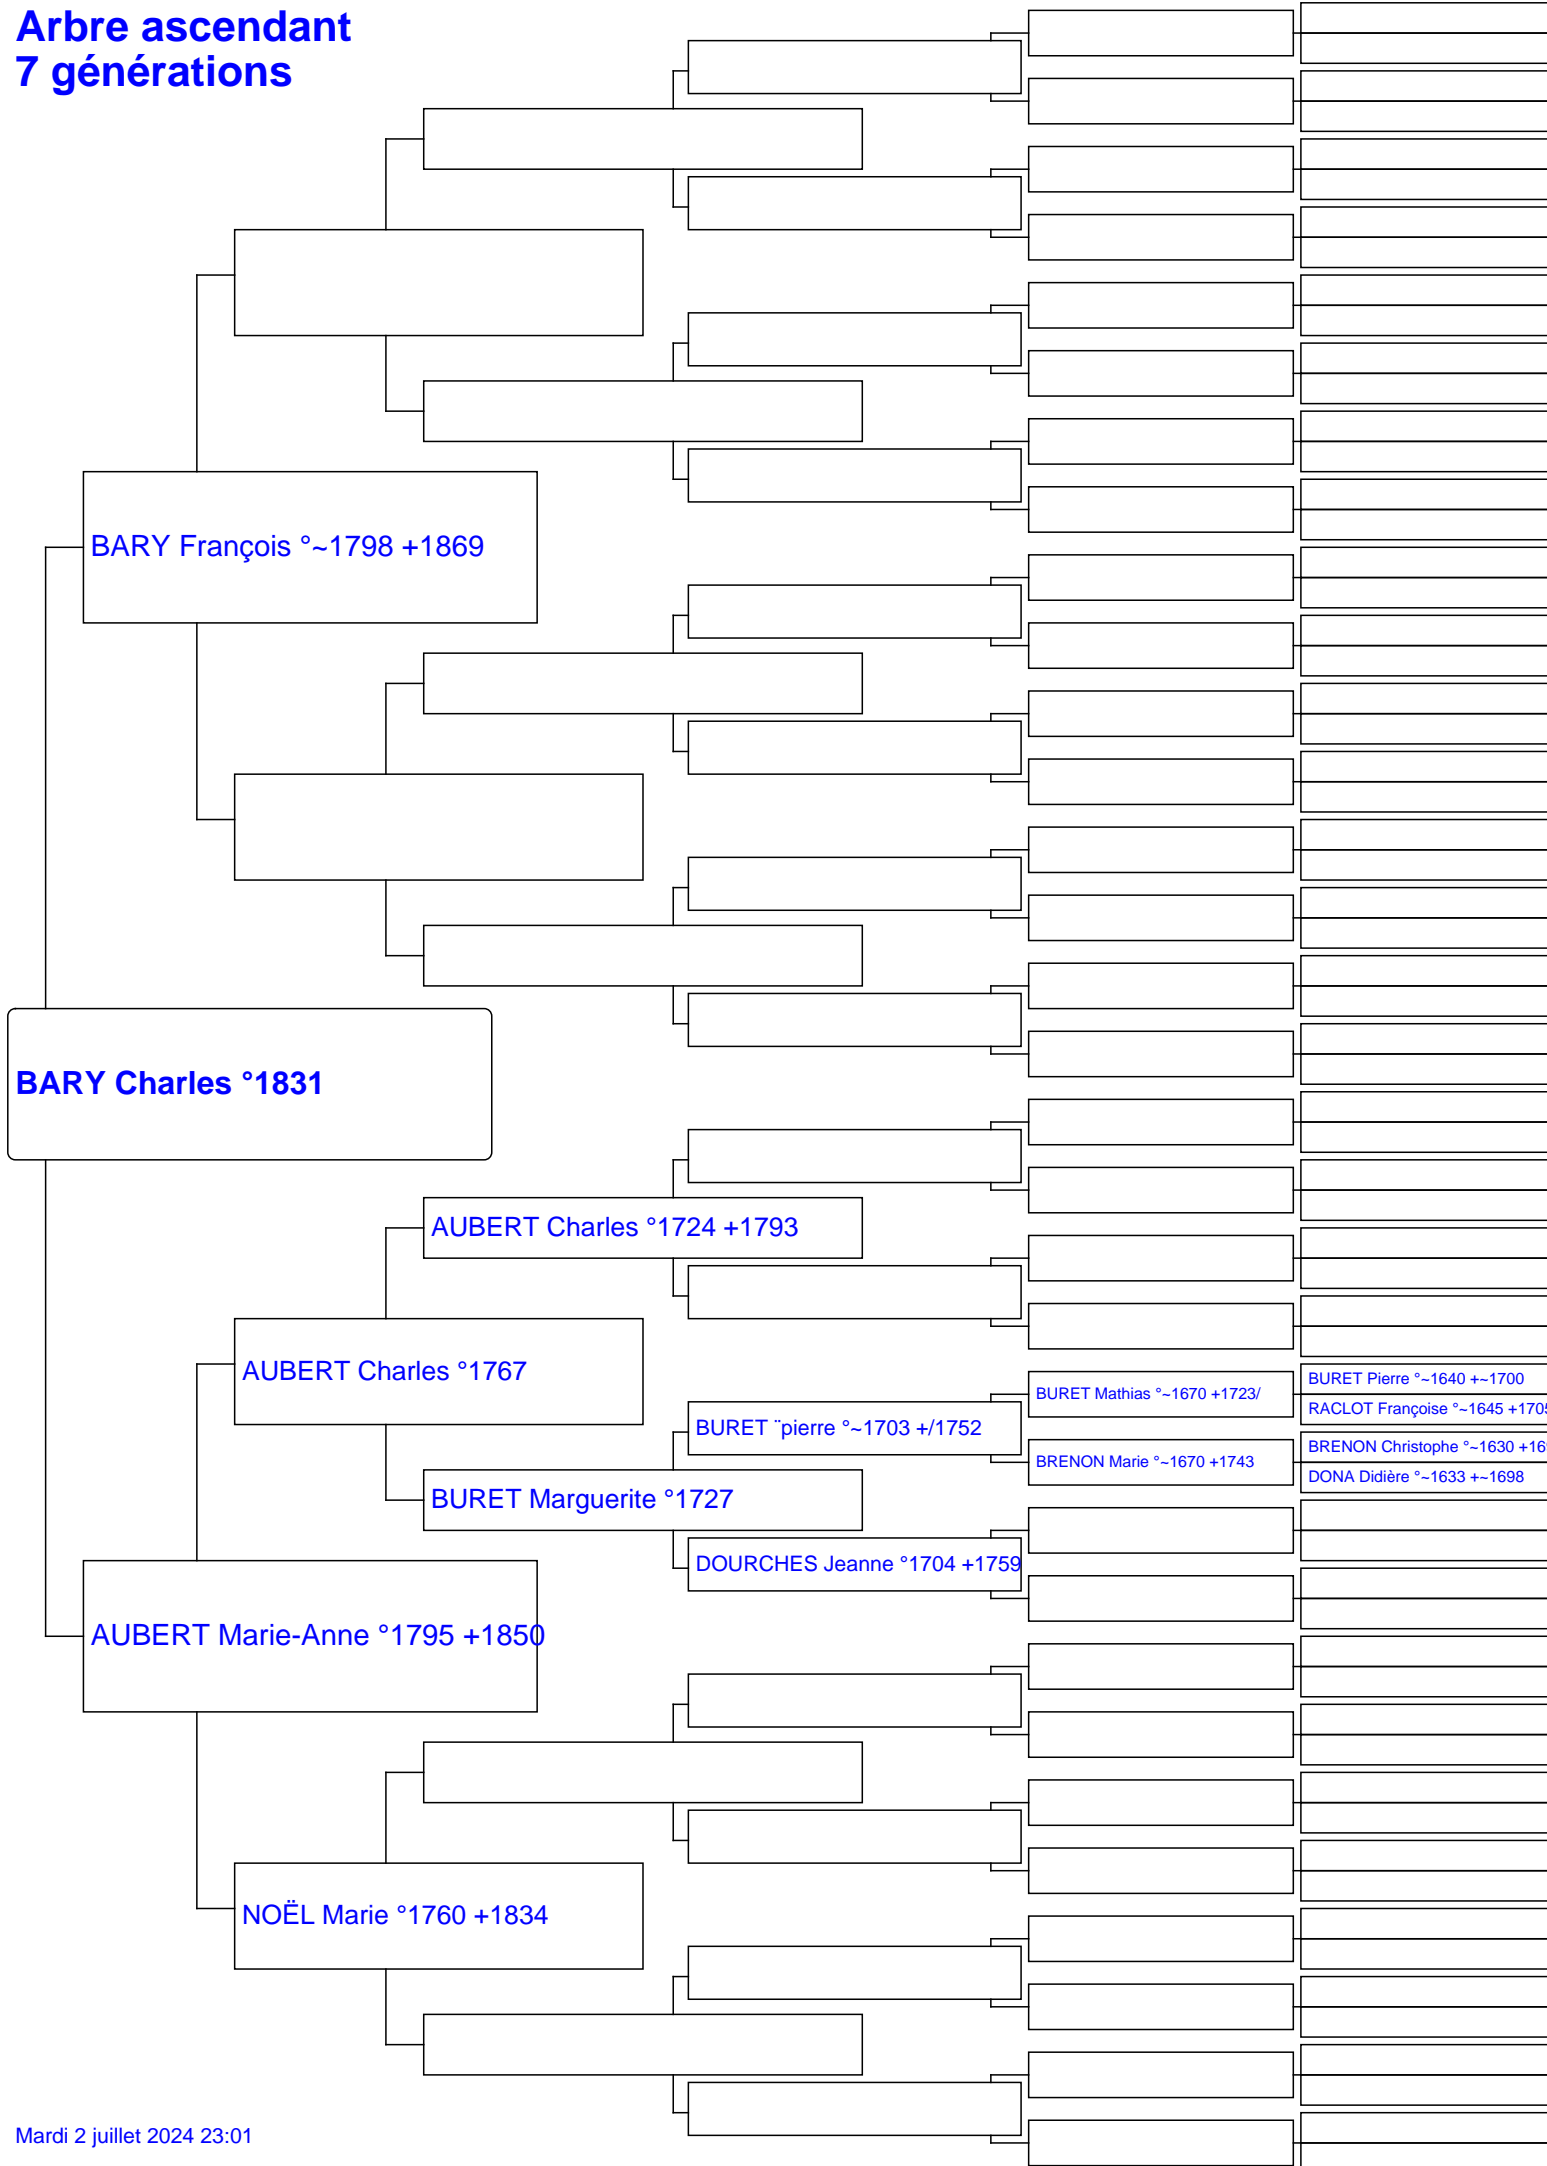 Arbre ascendant
7 générations
BARY François °~1798 +1869
BARY Charles °1831
AUBERT Charles °1724 +1793
AUBERT Charles °1767
BURET Pierre °~1640 +~1700
BURET Mathias °~1670 +1723/
RACLOT Françoise °~1645 +1705
BURET ¨pierre °~1703 +/1752
BRENON Christophe °~1630 +16
BRENON Marie °~1670 +1743
DONA Didière °~1633 +~1698
BURET Marguerite °1727
DOURCHES Jeanne °1704 +1759
AUBERT Marie-Anne °1795 +1850
NOËL Marie °1760 +1834
Mardi 2 juillet 2024 23:01